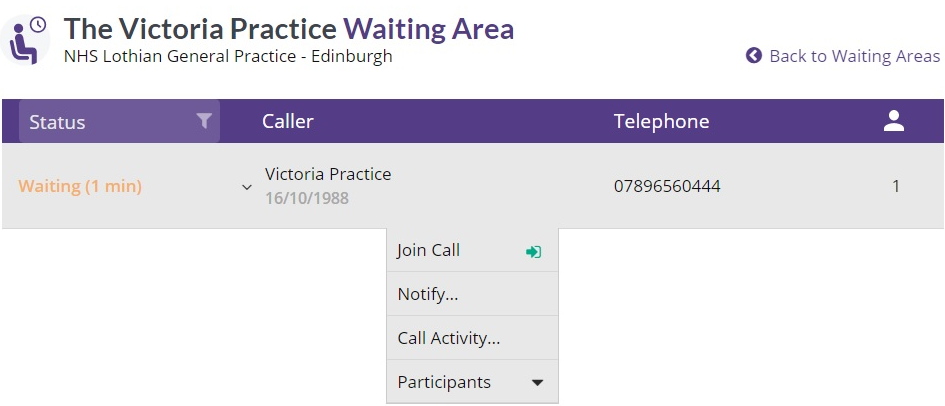 The Victoria Practice Waiting Area
NHS Lothian General Practice - Edinburgh
Back to Waiting Areas
Status Caller Telephone
Waiting (1 min) Victoria Practice 07896560444 1
16/10/1988
Join Call
Notify...
Call Activity...
Participants